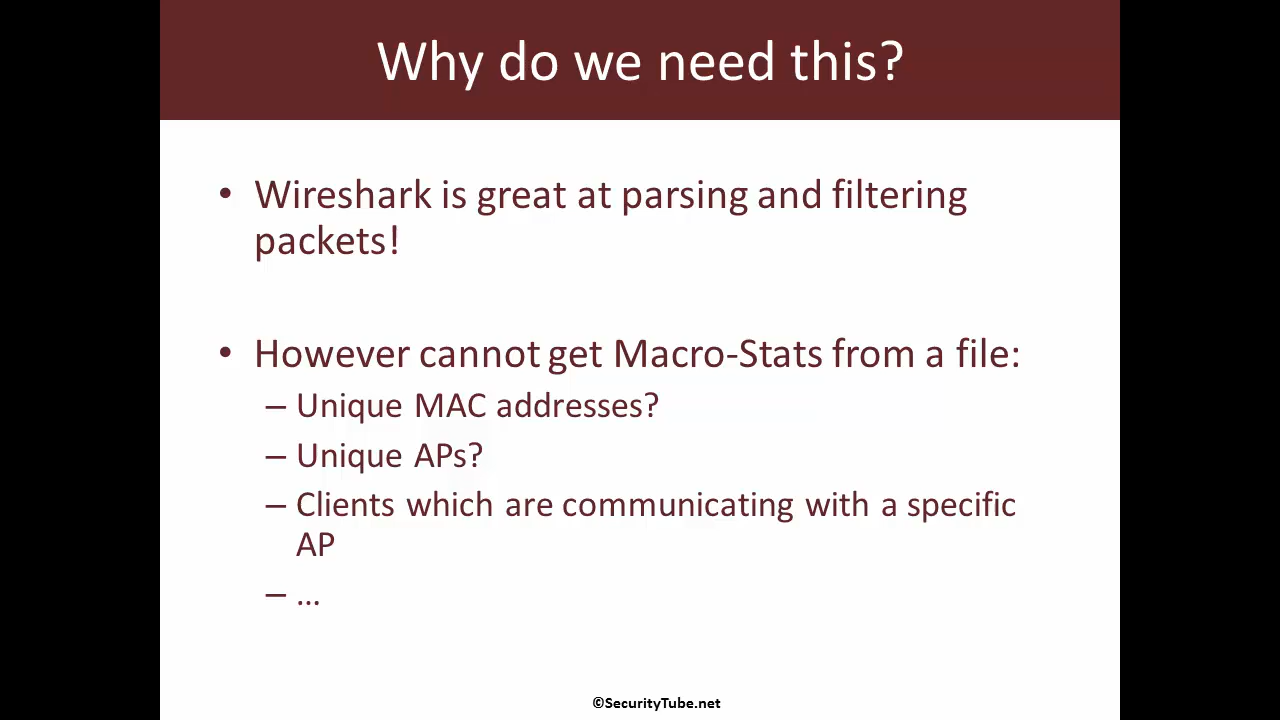 Why do we need this?
• Wireshark is great at parsing and filtering
packets!
• However cannot get Macro-Stats from a file:
– Unique MAC addresses?
– Unique APs?
– Clients which are communicating with a specific
AP
– …
©SecurityTube.net